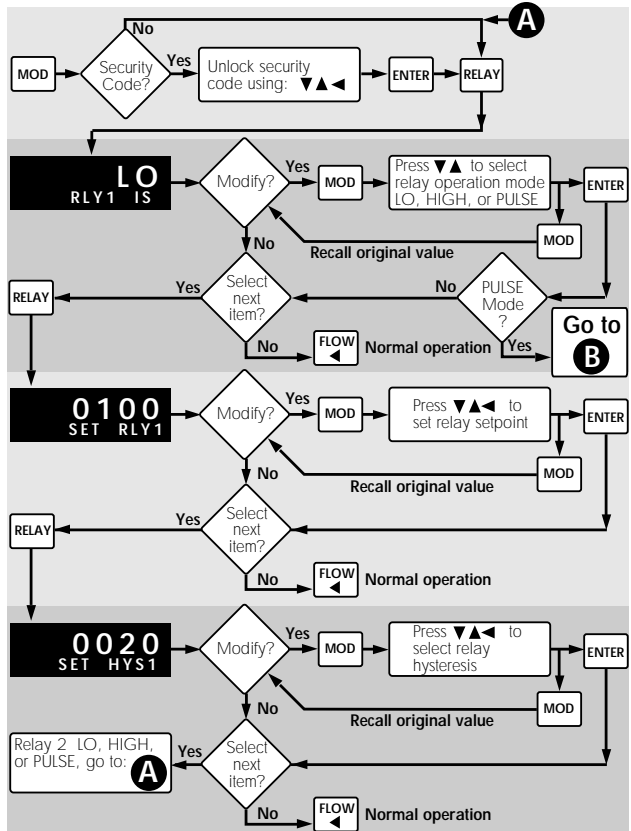 No
A
MOD
Security
Code?
Yes
Unlock security
code using: ▼▲◄
ENTER
RELAY
LO
RLY1 IS
Modify?
Yes
MOD
Press ▼▲ to select
relay operation mode
LO, HIGH, or PULSE
ENTER
MOD
Recall original value
No
RELAY
Yes
Select
next
item?
No
PULSE
Mode
?
Yes
Go to
B
No
FLOW
◄
Normal operation
0100
SET RLY1
Modify?
Yes
MOD
Press ▼▲◄ to
set relay setpoint
ENTER
MOD
Recall original value
No
RELAY
Yes
Select
next
item?
No
FLOW
◄
Normal operation
0020
SET HYS1
Modify?
Yes
MOD
Press ▼▲◄ to
select relay
hysteresis
ENTER
MOD
Recall original value
No
Relay 2 LO, HIGH,
or PULSE, go to:
A
Yes
Select
next
item?
No
FLOW
◄
Normal operation